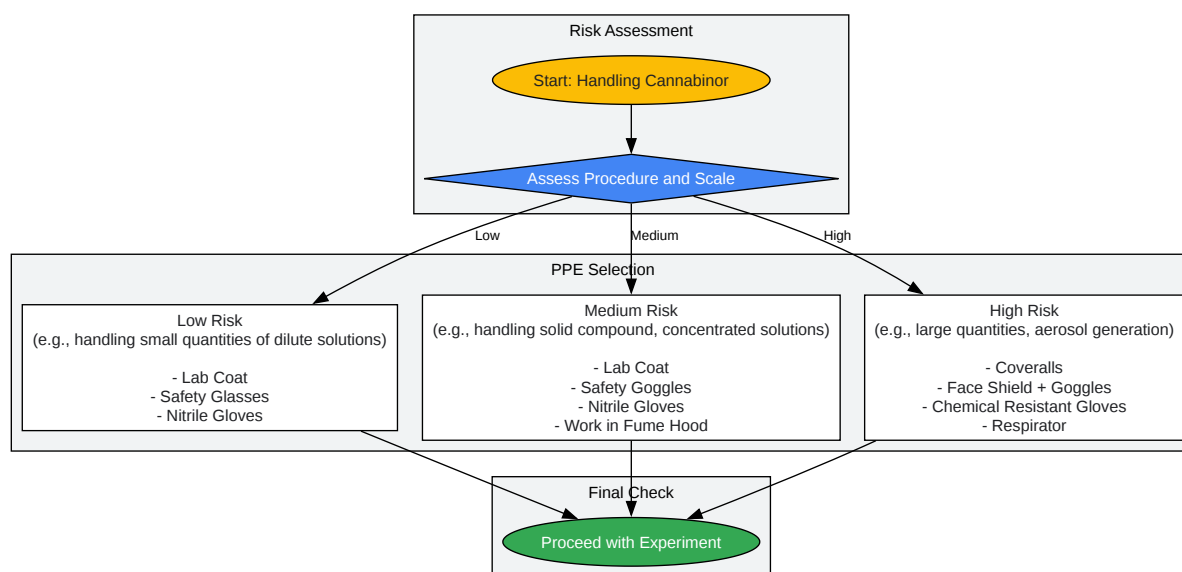 Risk Assessment
Start: Handling Cannabinor
Assess Procedure and Scale
Low
Medium
High
PPE Selection
Low Risk
(e.g., handling small quantities of dilute solutions)
- Lab Coat
- Safety Glasses
- Nitrile Gloves
Medium Risk
(e.g., handling solid compound, concentrated solutions)
- Lab Coat
- Safety Goggles
- Nitrile Gloves
- Work in Fume Hood
High Risk
(e.g., large quantities, aerosol generation)
- Coveralls
- Face Shield + Goggles
- Chemical Resistant Gloves
- Respirator
Final Check
Proceed with Experiment